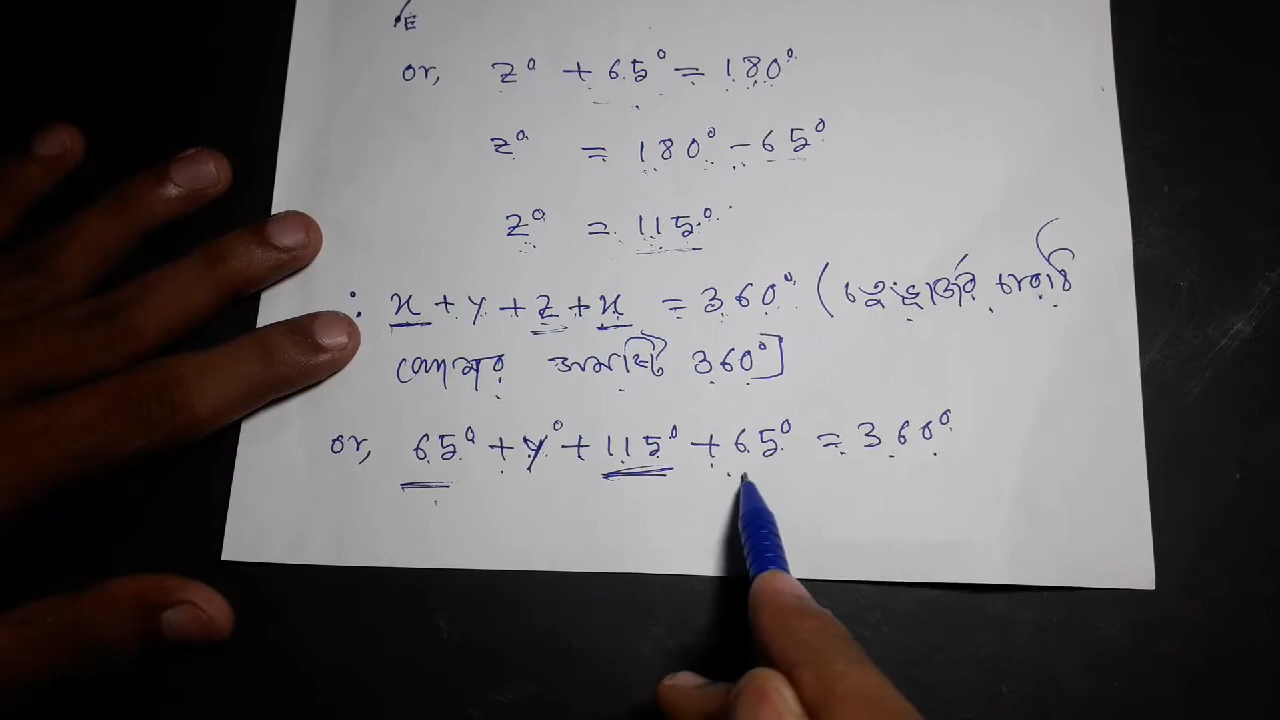 E
or, z° + 65° = 180°
z° = 180° - 65°
z° = 115°
∴ x + y + z + x = 360° ( চতুর্ভুজের চারটি
কোণের সমষ্টি 360° ]
or, 65° + y° + 115° + 65° = 360°